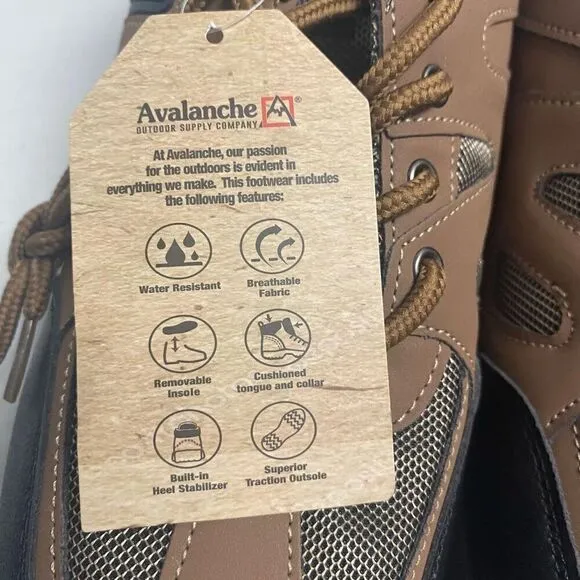 Avalanche®
OUTDOOR SUPPLY COMPANY
At Avalanche, our passion
for the outdoors is evident in
everything we make. This footwear includes
the following features:
Water Resistant
Breathable
Fabric
Removable
Insole
Cushioned
tongue and collar
Built-in
Heel Stabilizer
Superior
Traction Outsole